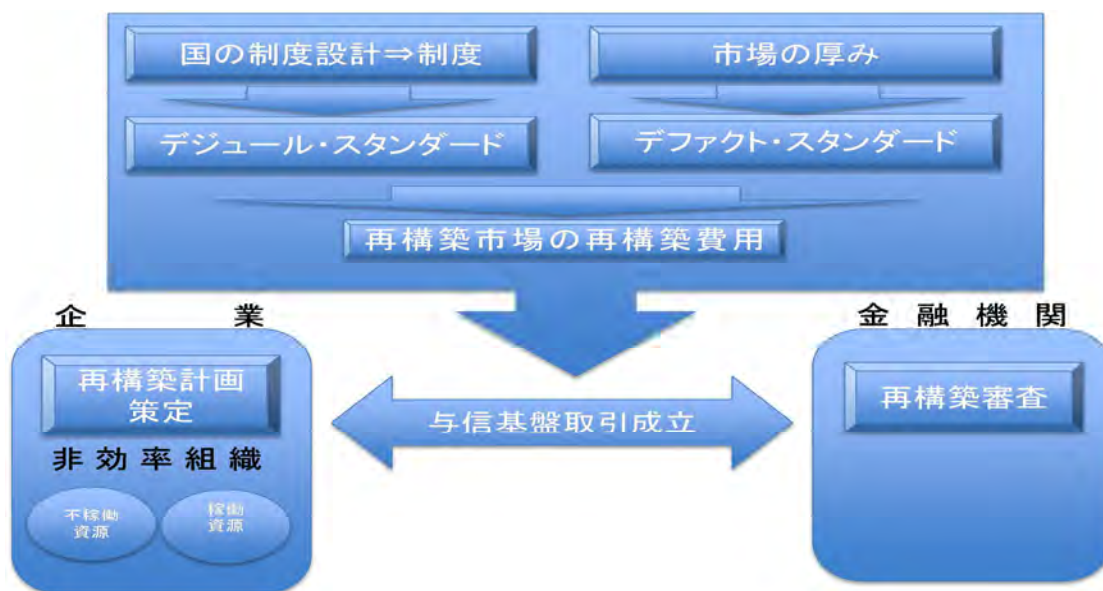 国の制度設計⇒制度
市場の厚み
デジュール・スタンダード
デファクト・スタンダード
再構築市場の再構築費用
企業
金融機関
再構築計画
策定
与信基盤取引成立
再構築審査
非効率組織
不稼働
資源
稼働
資源